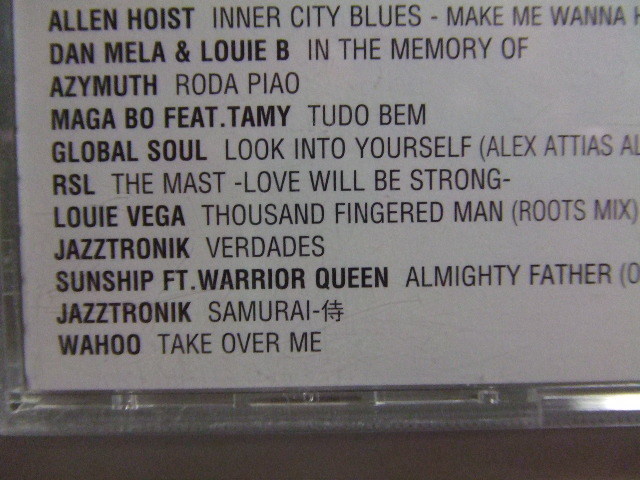 ALLEN HOIST INNER CITY BLUES - MAKE ME WANNA
DAN MELA & LOUIE B IN THE MEMORY OF
AZYMUTH RODA PIAO
MAGA BO FEAT.TAMY TUDO BEM
GLOBAL SOUL LOOK INTO YOURSELF (ALEX ATTIAS AL
RSL THE MAST -LOVE WILL BE STRONG-
LOUIE VEGA THOUSAND FINGERED MAN (ROOTS MIX)
JAZZTRONIK VERDADES
SUNSHIP FT.WARRIOR QUEEN ALMIGHTY FATHER (O
JAZZTRONIK SAMURAI-侍
WAHOO TAKE OVER ME